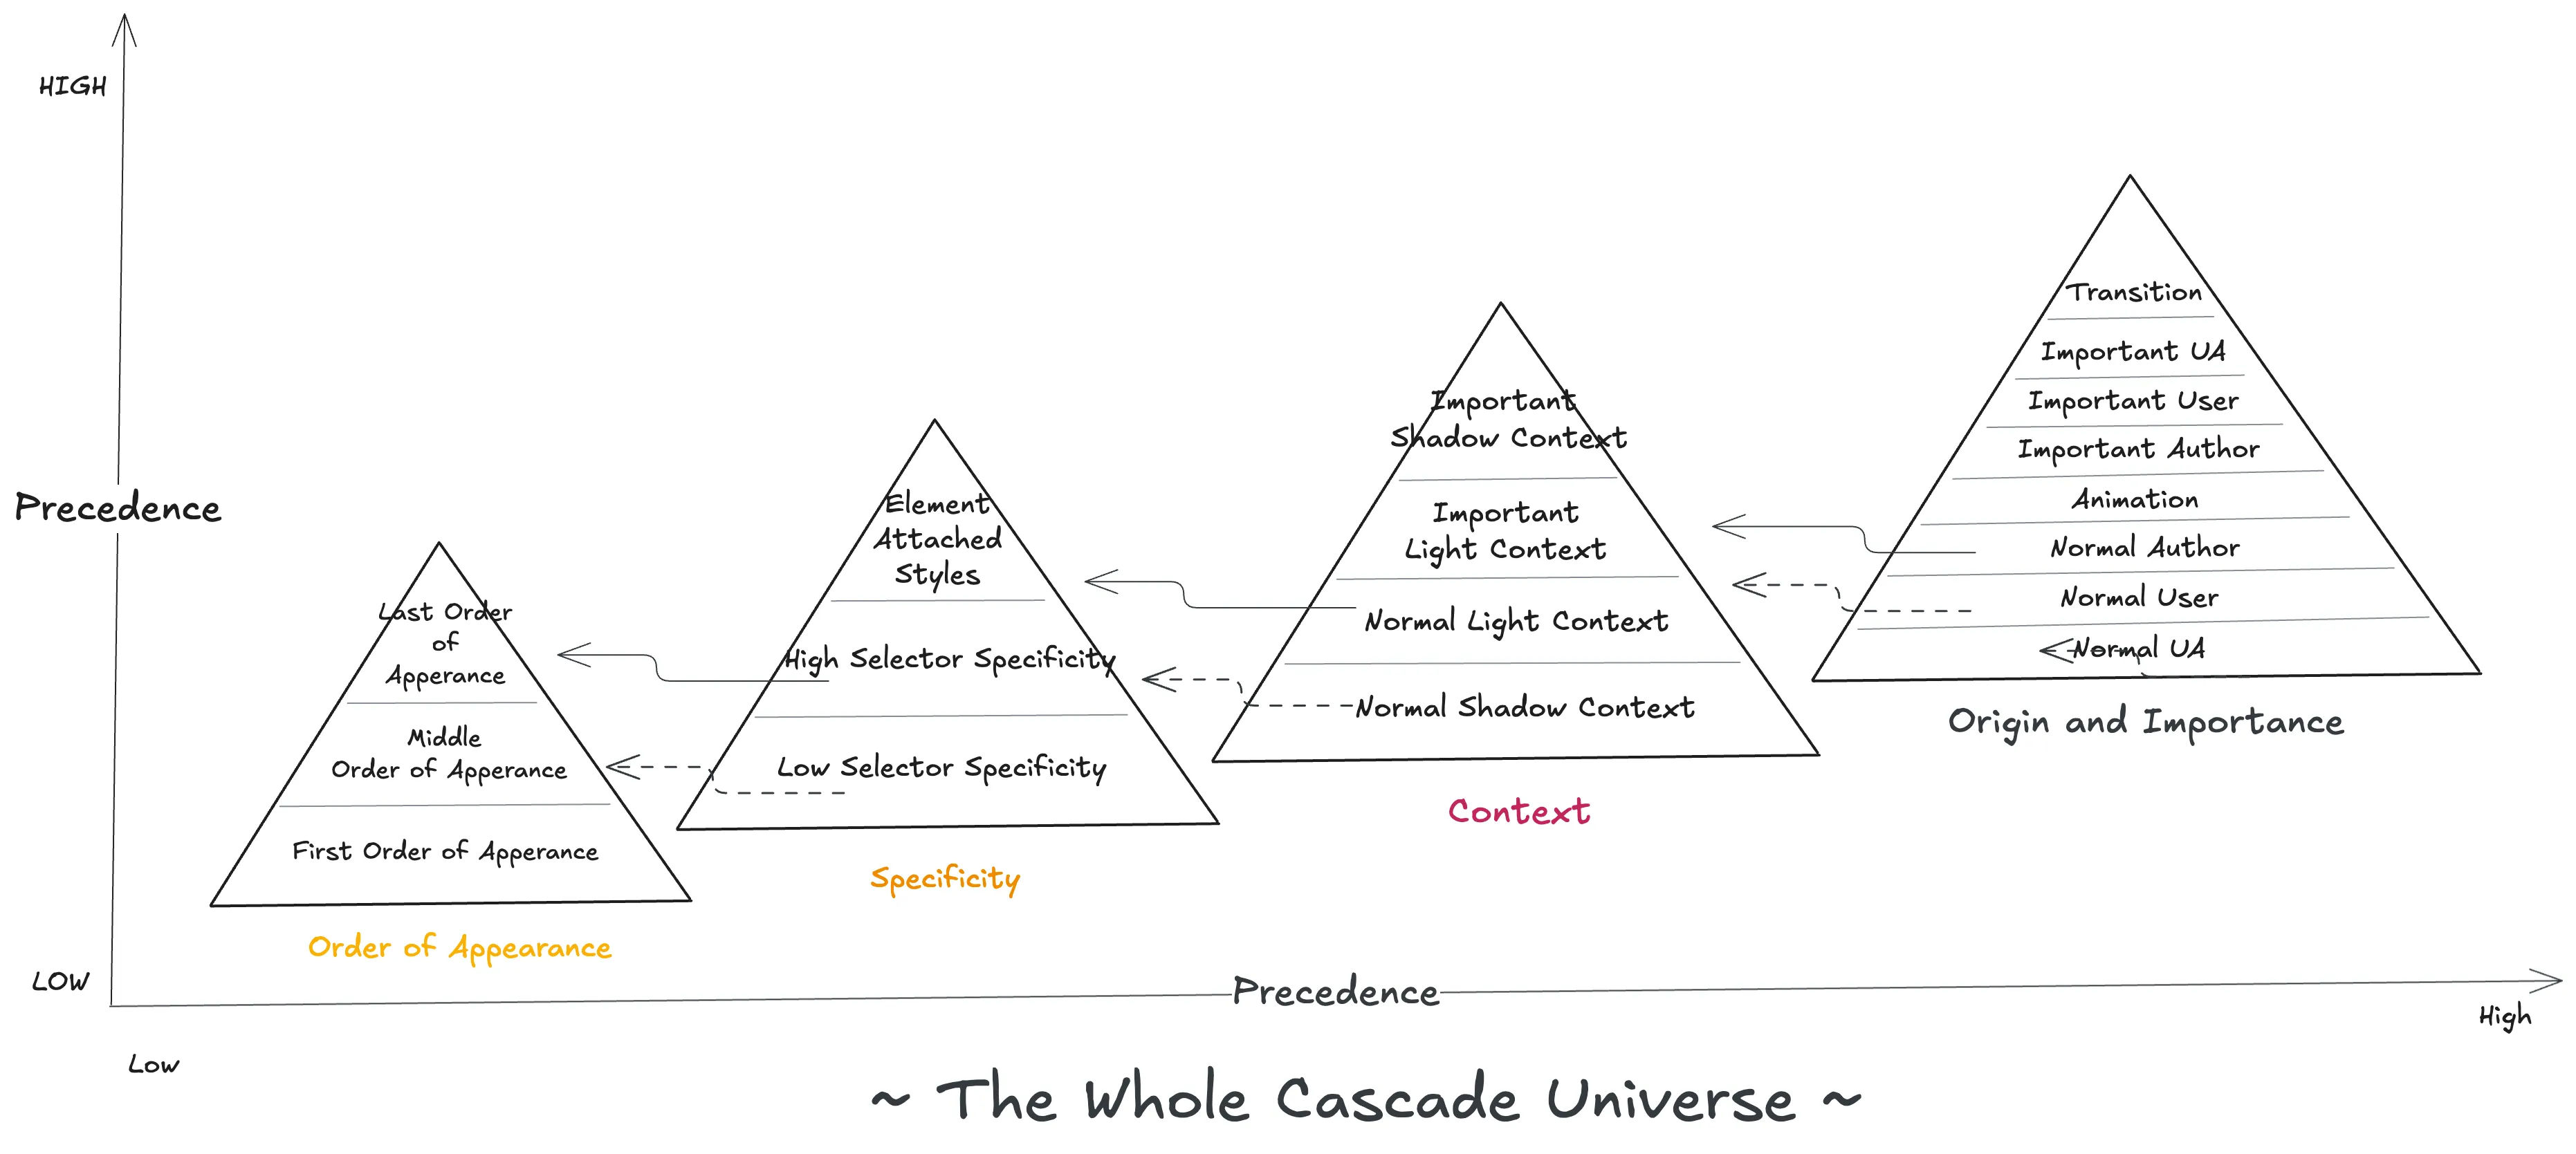 HIGH
Precedence
LOW
Low
Last Order
of
Apperance
Middle
Order of Apperance
First Order of Apperance
Order of Appearance
Element
Attached
Styles
High Selector Specificity
Low Selector Specificity
Specificity
Important
Shadow Context
Important
Light Context
Normal Light Context
Normal Shadow Context
Context
Transition
Important UA
Important User
Important Author
Animation
Normal Author
Normal User
Normal UA
Origin and Importance
Precedence
High
~ The Whole Cascade Universe ~